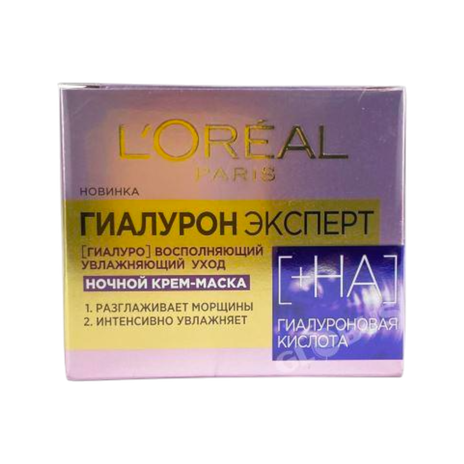 L'ORÉAL
PARIS
НОВИНКА
ГИАЛУРОН ЭКСПЕРТ
[ГИАЛУРО] ВОСПОЛНЯЮЩИЙ
УВЛАЖНЯЮЩИЙ УХОД
НОЧНОЙ КРЕМ-МАСКА
1. РАЗГЛАЖИВАЕТ МОРЩИНЫ
2. ИНТЕНСИВНО УВЛАЖНЯЕТ
[+HA]
ГИАЛУРОНОВАЯ
КИСЛОТА